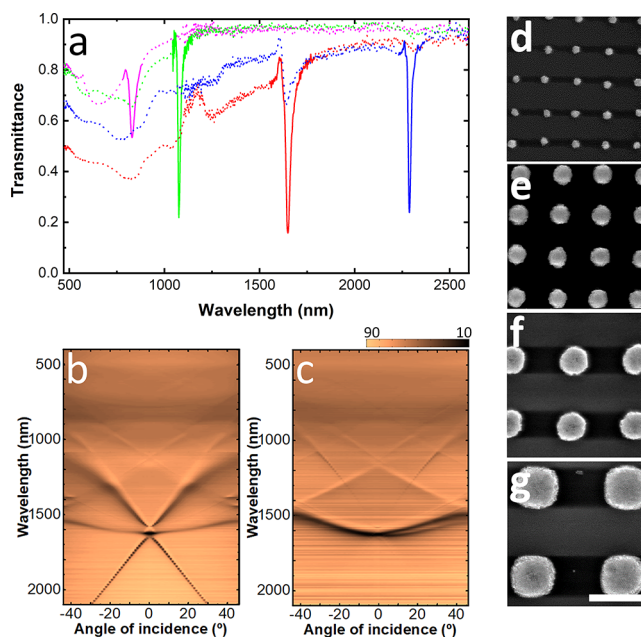 a
Transmittance
1.0
0.8
0.6
0.4
0.2
0.0
500 1000 1500 2000 2500
Wavelength (nm)
90 10
b
Wavelength (nm)
500
1000
1500
2000
-40 -20 0 20 40
Angle of incidence (º)
c
Wavelength (nm)
500
1000
1500
2000
-40 -20 0 20 40
Angle of incidence (º)
d
e
f
g